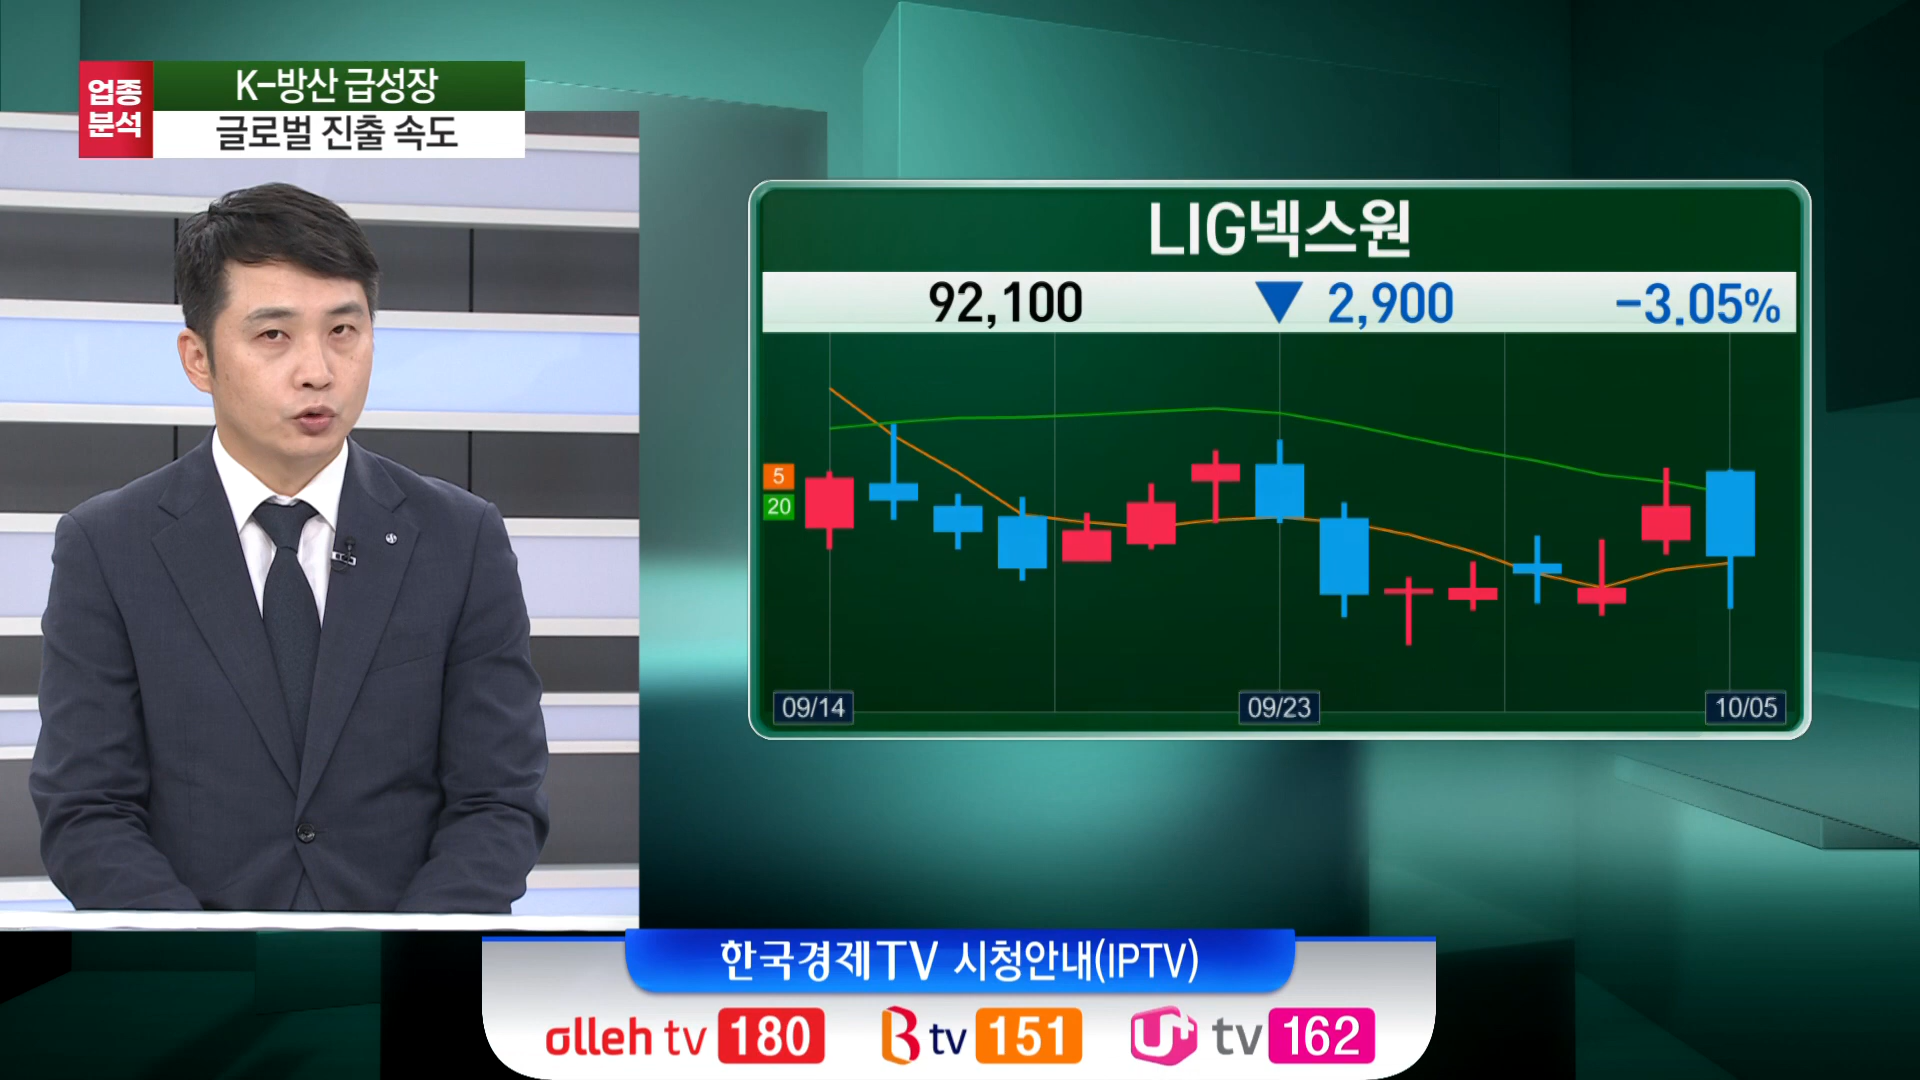 업종
분석
K-방산 급성장
글로벌 진출 속도
LIG넥스원
92,100 ▼ 2,900 -3.05%
5
20
09/14 09/23 10/05
한국경제TV 시청안내(IPTV)
olleh tv 180 B tv 151 U+ tv 162